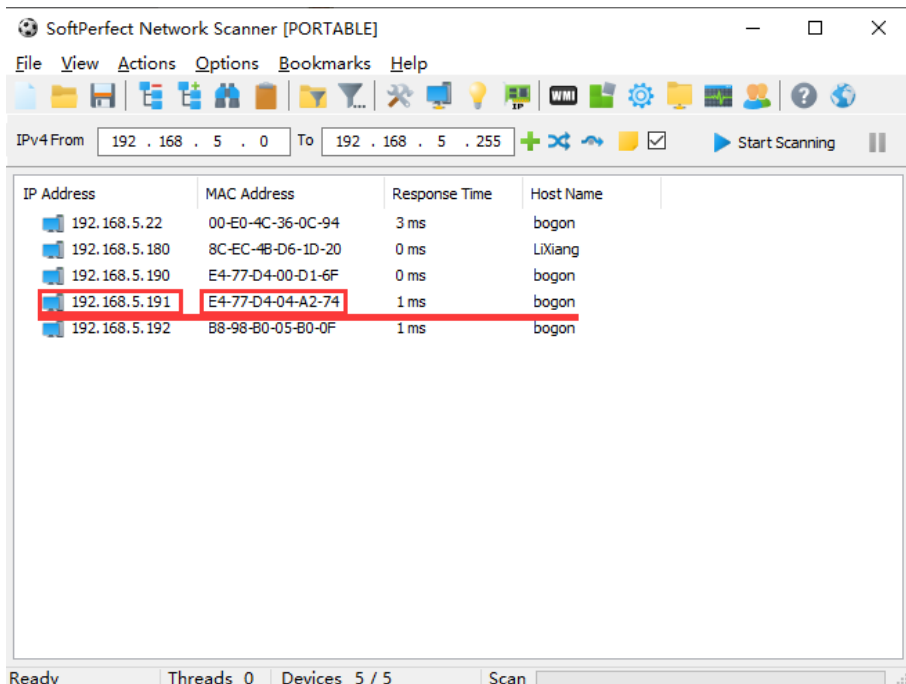 SoftPerfect Network Scanner [PORTABLE]
File View Actions Options Bookmarks Help
IP WMI
IPv4 From 192 . 168 . 5 . 0 To 192 . 168 . 5 . 255 Start Scanning
IP Address MAC Address Response Time Host Name
192.168.5.22 00-E0-4C-36-0C-94 3 ms bogon
192.168.5.180 8C-EC-4B-D6-1D-20 0 ms LiXiang
192.168.5.190 E4-77-D4-00-D1-6F 0 ms bogon
192.168.5.191 E4-77-D4-04-A2-74 1 ms bogon
192.168.5.192 B8-98-B0-05-B0-0F 1 ms bogon
Ready Threads 0 Devices 5 / 5 Scan